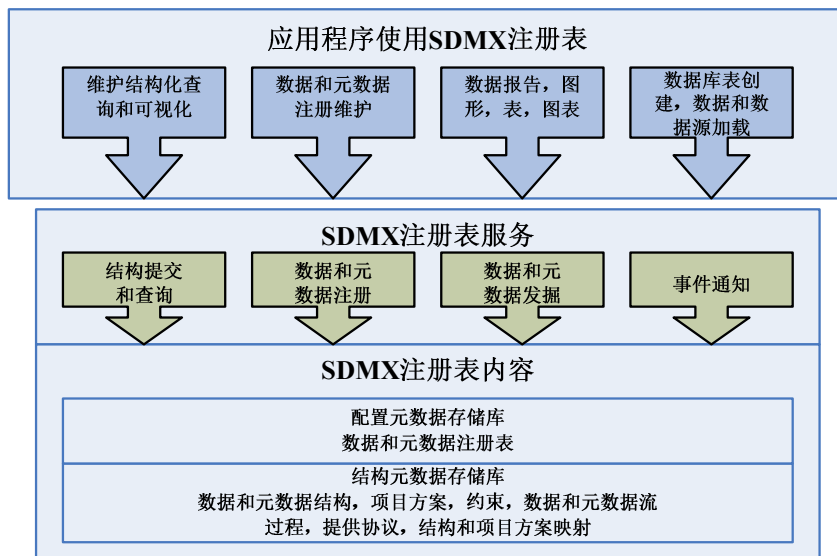 应用程序使用SDMX注册表
维护结构化查
询和可视化
数据和元数据
注册维护
数据报告，图
形，表，图表
数据库表创
建，数据和数
据源加载
SDMX注册表服务
结构提交
和查询
数据和元
数据注册
数据和元
数据发掘
事件通知
SDMX注册表内容
配置元数据存储库
数据和元数据注册表
结构元数据存储库
数据和元数据结构，项目方案，约束，数据和元数据流
过程，提供协议，结构和项目方案映射